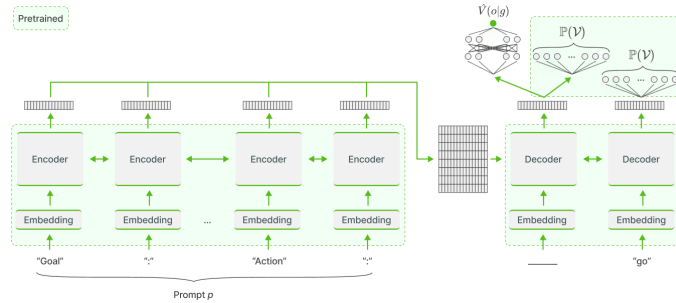 Pretrained
V̂(o|g)
ℙ(𝒱)
ℙ(𝒱)
...
...
Encoder Encoder Encoder Encoder Decoder Decoder
Embedding Embedding ... Embedding Embedding Embedding Embedding
"Goal" ":" "Action" ":" "go"
Prompt p